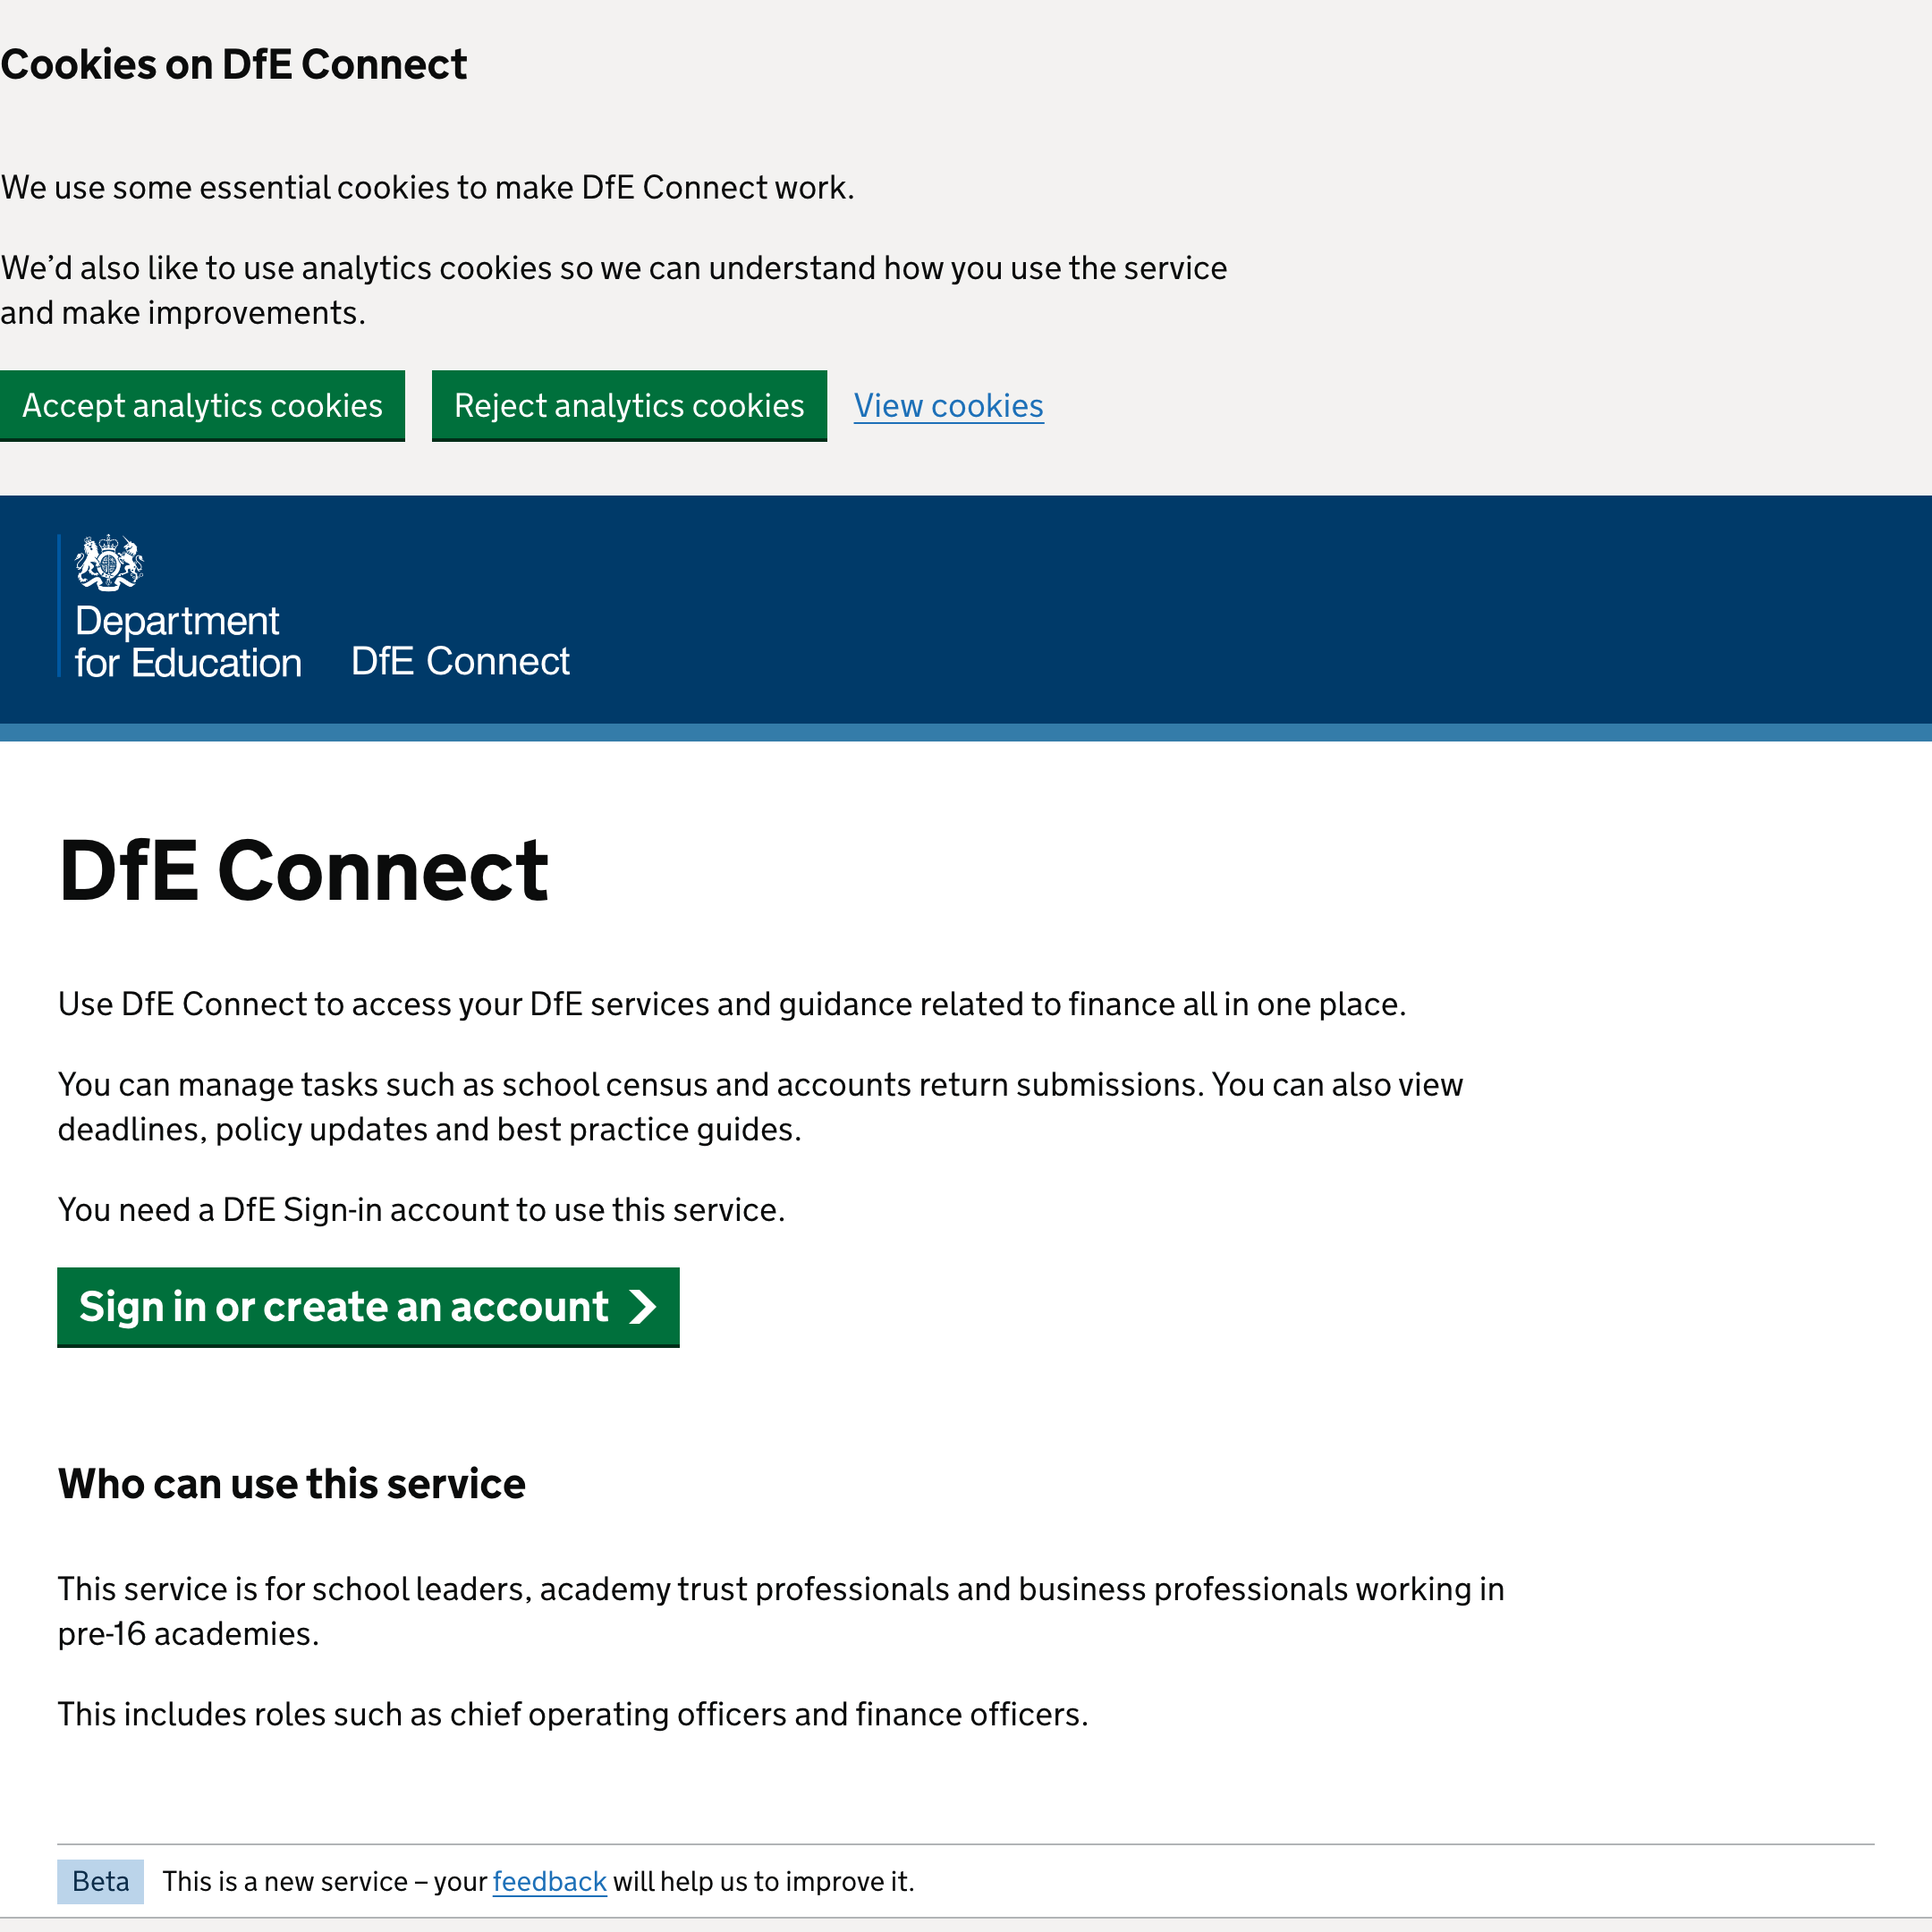 Cookies on DfE Connect
We use some essential cookies to make DfE Connect work.
We’d also like to use analytics cookies so we can understand how you use the service
and make improvements.
Accept analytics cookies
Reject analytics cookies
View cookies
Department
for Education
DfE Connect
DfE Connect
Use DfE Connect to access your DfE services and guidance related to finance all in one place.
You can manage tasks such as school census and accounts return submissions. You can also view
deadlines, policy updates and best practice guides.
You need a DfE Sign-in account to use this service.
Sign in or create an account
Who can use this service
This service is for school leaders, academy trust professionals and business professionals working in
pre-16 academies.
This includes roles such as chief operating officers and finance officers.
Beta
This is a new service – your feedback will help us to improve it.